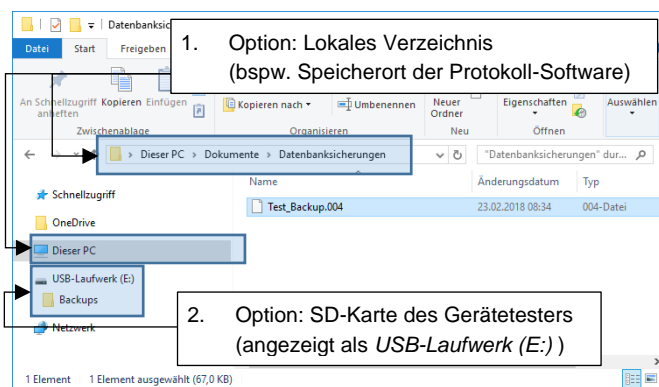 Datenbanksic
Datei Start Freigeben
1. Option: Lokales Verzeichnis
(bspw. Speicherort der Protokoll-Software)
An Schnellzugriff Kopieren Einfügen
anheften
Kopieren nach
Umbenennen
Neuer
Ordner
Eigenschaften
Auswählen
Zwischenablage Organisieren Neu Öffnen
Dieser PC > Dokumente > Datenbanksicherungen
"Datenbanksicherungen" dur...
Name Änderungsdatum Typ
Schnellzugriff
Test_Backup.004 23.02.2018 08:34 004-Datei
OneDrive
Dieser PC
USB-Laufwerk (E:)
Backups
Netzwerk
2. Option: SD-Karte des Gerätetesters
(angezeigt als USB-Laufwerk (E:) )
1 Element 1 Element ausgewählt (67,0 KB)